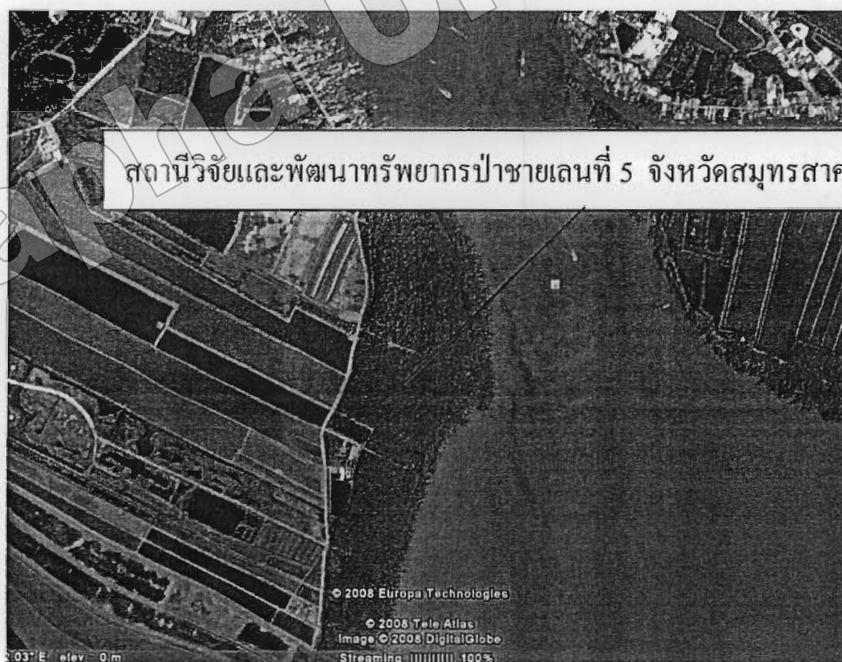 สถานีวิจัยและพัฒนาทรัพยากรป่าชายเลนที่ 5 จังหวัดสมุทรสาค
© 2008 Europa Technologies
© 2008 Tele Atlas
Image © 2008 DigitalGlobe
2.03" E elev 0 m
Streaming |||||||||| 100%